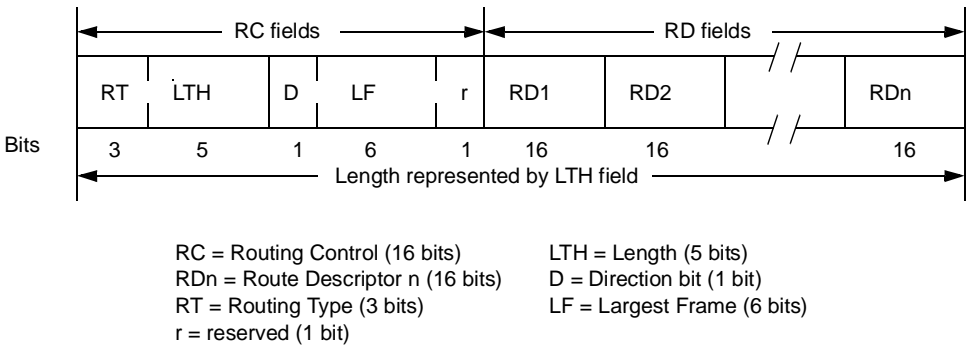 RC fields RD fields
RT LTH D LF r RD1 RD2 RDn
Bits 3 5 1 6 1 16 16 16
Length represented by LTH field
RC = Routing Control (16 bits) LTH = Length (5 bits)
RDn = Route Descriptor n (16 bits) D = Direction bit (1 bit)
RT = Routing Type (3 bits) LF = Largest Frame (6 bits)
r = reserved (1 bit)